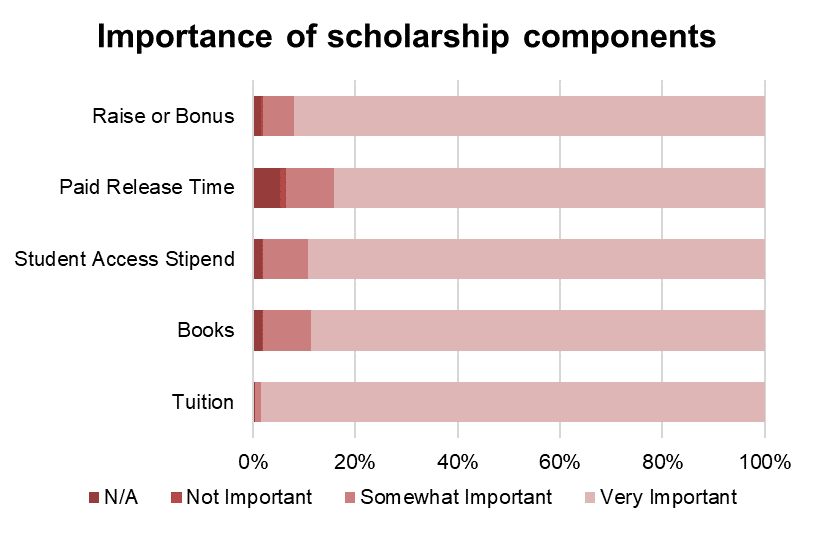 Importance of scholarship components
Raise or Bonus
Paid Release Time
Student Access Stipend
Books
Tuition
0% 20% 40% 60% 80% 100%
N/A Not Important Somewhat Important Very Important